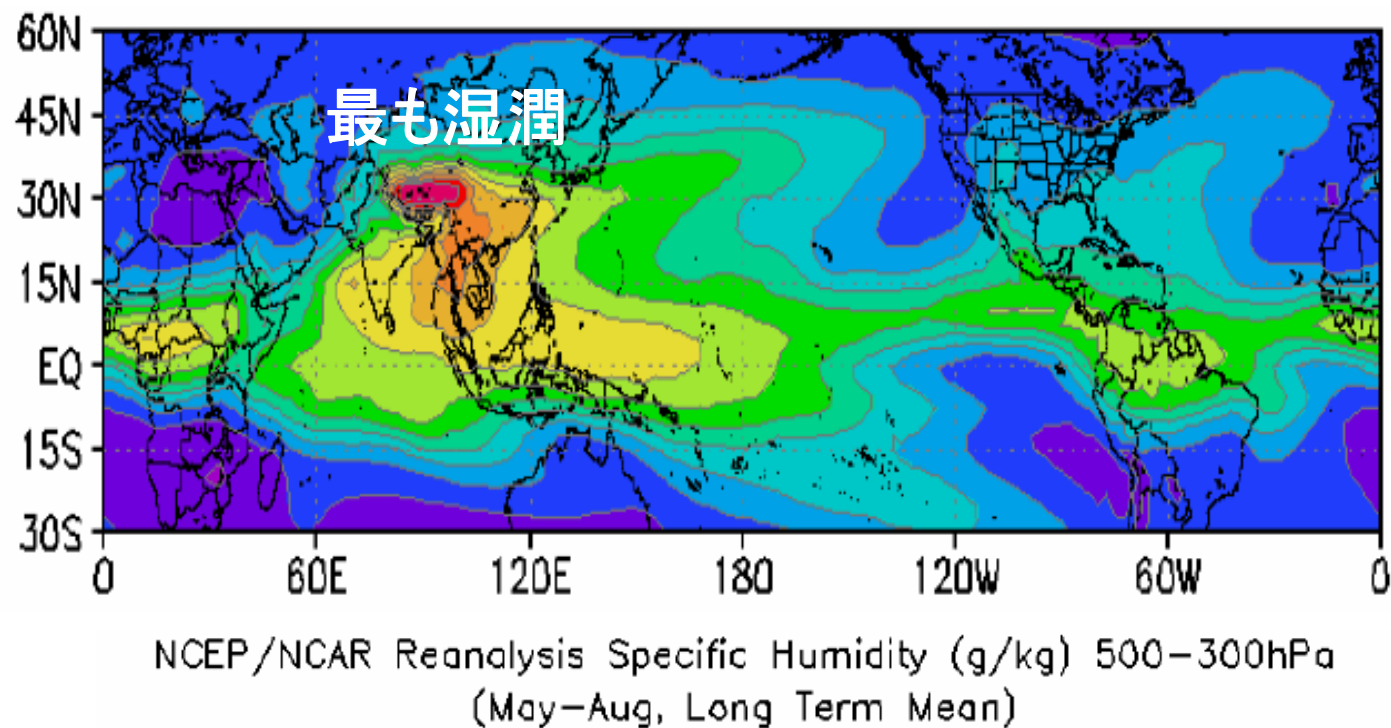 60N
最も湿潤
45N
30N
15N
EQ
15S
30S
0 60E 120E 180 120W 60W 0
NCEP/NCAR Reanalysis Specific Humidity (g/kg) 500-300hPa
(May-Aug, Long Term Mean)